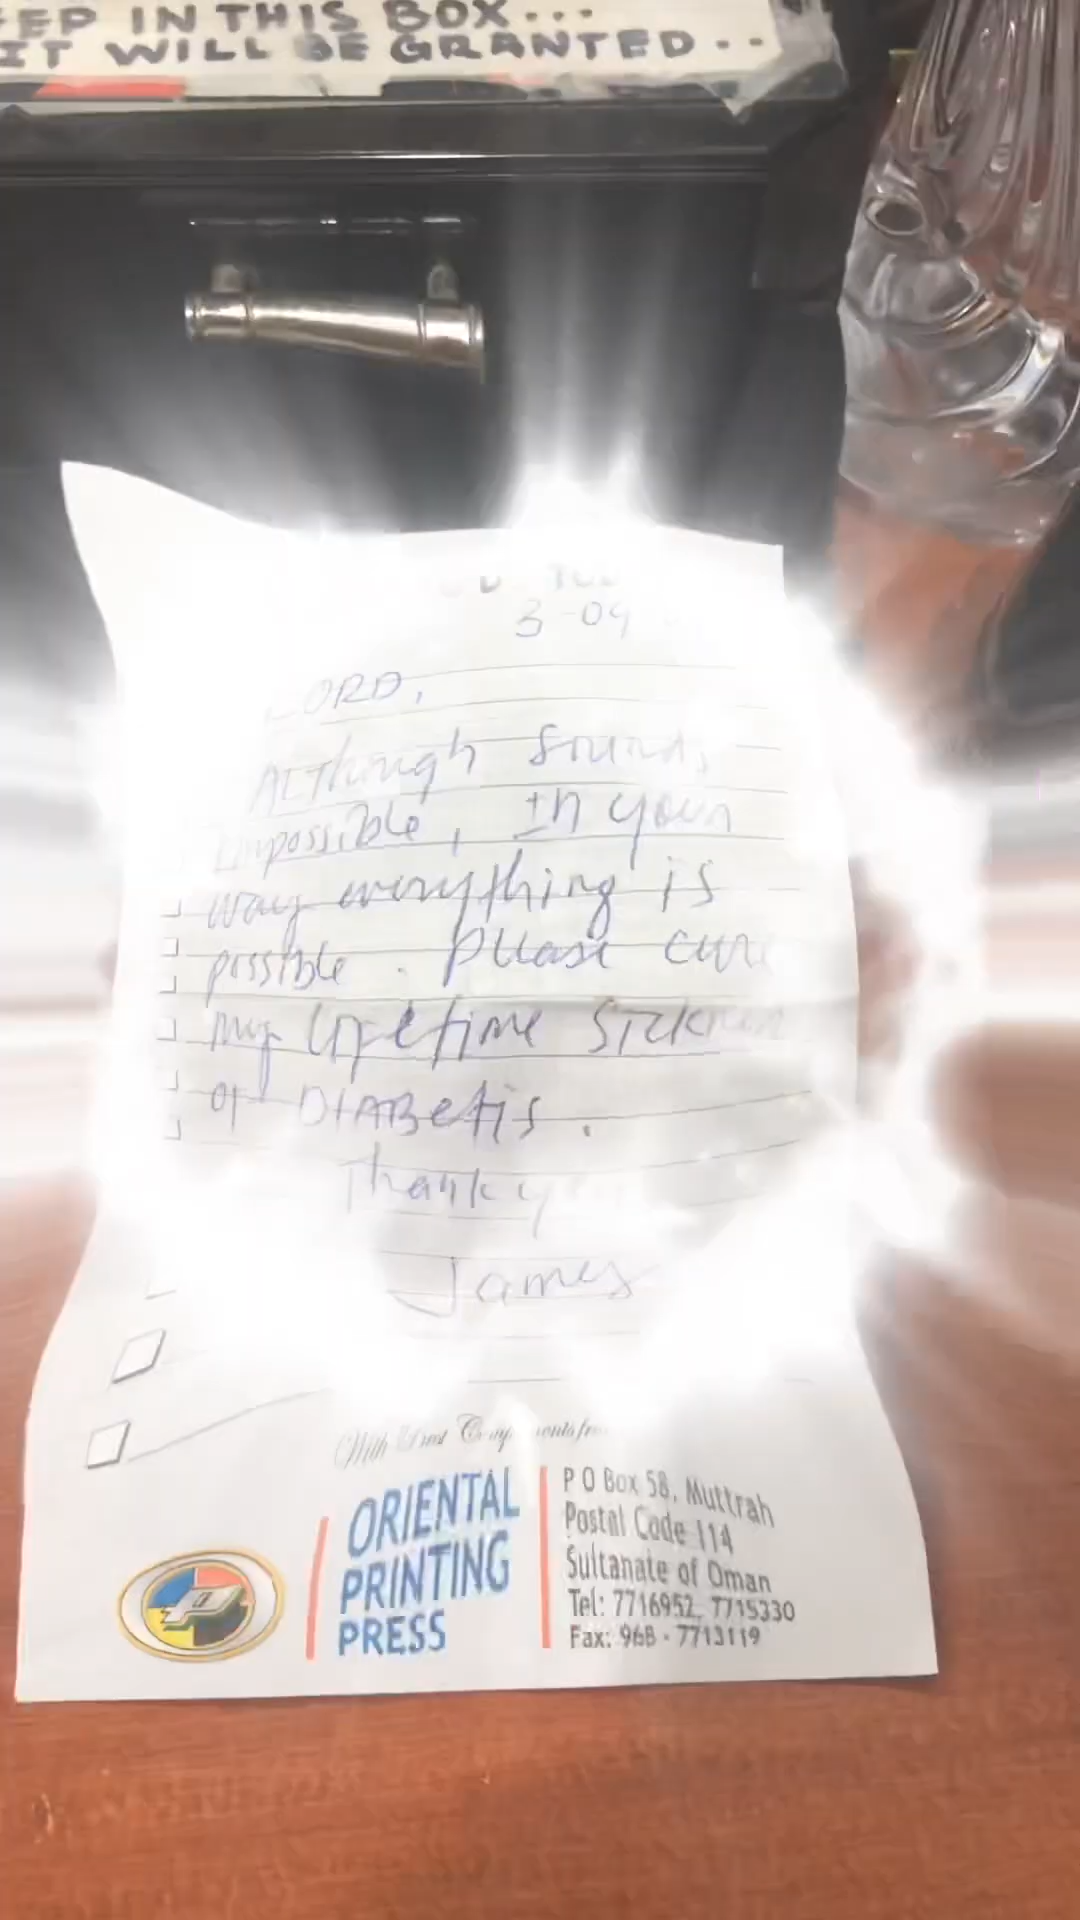 EEP IN THIS BOX...
IT WILL BE GRANTED..
3-09
LORD,
Although sounds
impossible, In your
way everything is
possible. Please cure
my lifetime sickness
of DIABetis.
Thank you
James
With Best Compliments from
ORIENTAL
PRINTING
PRESS
P O Box 58, Muttrah
Postal Code 114
Sultanate of Oman
Tel: 7716952, 7715330
Fax: 968 - 7713119